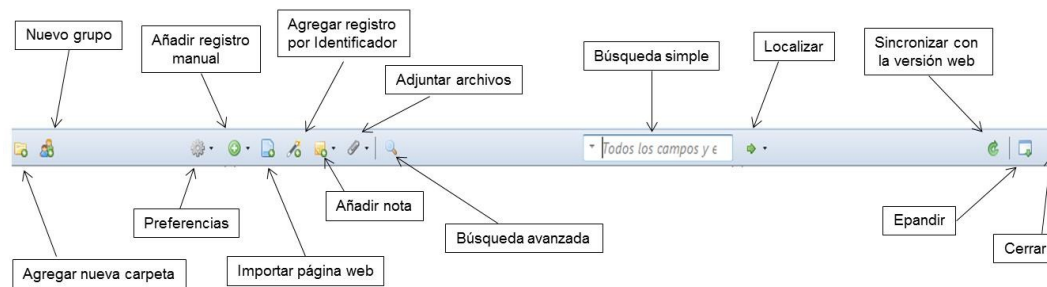 Nuevo grupo
Añadir registro
manual
Agregar registro
por Identificador
Adjuntar archivos
Búsqueda simple
Localizar
Sincronizar con
la versión web
Todos los campos y e
Agregar nueva carpeta
Preferencias
Importar página web
Añadir nota
Búsqueda avanzada
Epandir
Cerrar